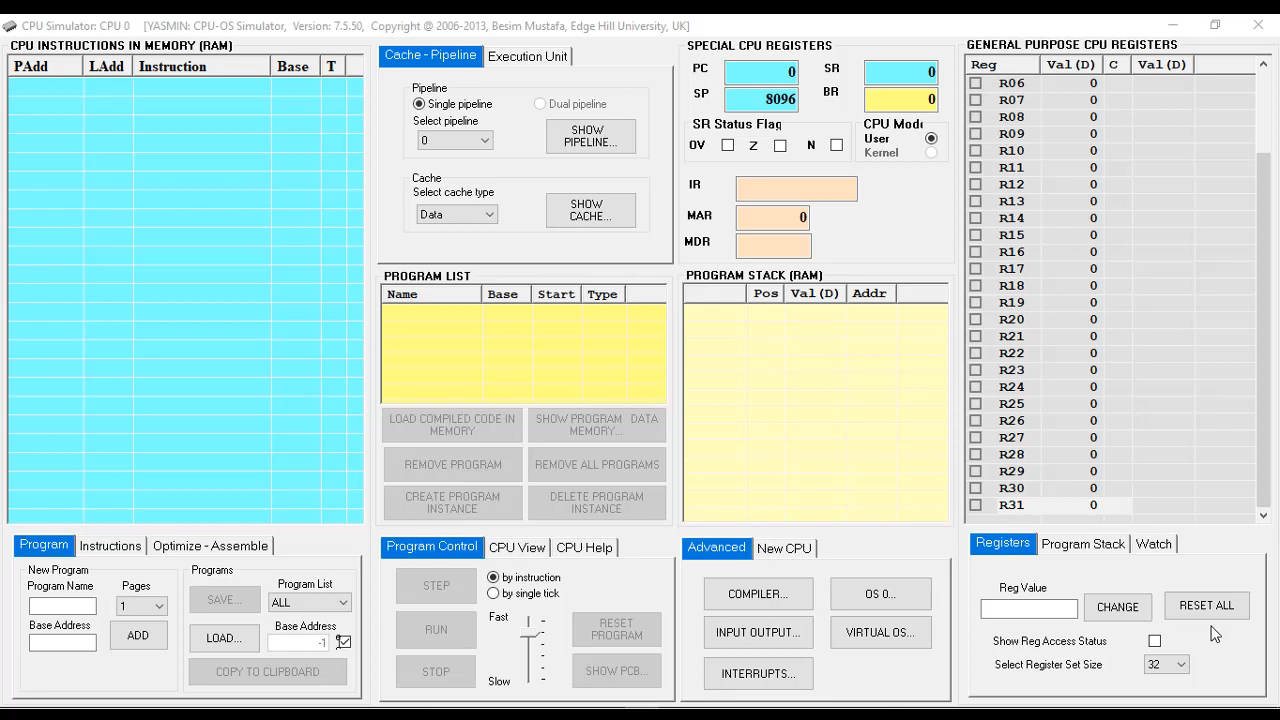 CPU Simulator: CPU 0 [YASMIN: CPU-OS Simulator, Version: 7.5.50, Copyright @ 2006-2013, Besim Mustafa, Edge Hill University, UK]
CPU INSTRUCTIONS IN MEMORY (RAM)
PAdd LAdd Instruction Base T
Program Instructions Optimize - Assemble
New Program
Program Name Pages
1
Base Address
ADD
Programs
SAVE...
Program List
ALL
LOAD...
Base Address
-1
COPY TO CLIPBOARD
Cache - Pipeline Execution Unit
Pipeline
Single pipeline Dual pipeline
Select pipeline
0
SHOW
PIPELINE...
Cache
Select cache type
Data
SHOW
CACHE...
PROGRAM LIST
Name Base Start Type
LOAD COMPILED CODE IN
MEMORY
SHOW PROGRAM DATA
MEMORY...
REMOVE PROGRAM
REMOVE ALL PROGRAMS
CREATE PROGRAM
INSTANCE
DELETE PROGRAM
INSTANCE
Program Control CPU View CPU Help
STEP
by instruction
by single tick
RUN
STOP
Fast
Slow
RESET
PROGRAM
SHOW PCB...
SPECIAL CPU REGISTERS
PC 0 SR 0
SP 8096 BR 0
SR Status Flag
OV Z N
CPU Mode
User
Kernel
IR
MAR 0
MDR
PROGRAM STACK (RAM)
Pos Val(D) Addr
Advanced New CPU
COMPILER... OS 0...
INPUT OUTPUT... VIRTUAL OS...
INTERRUPTS...
GENERAL PURPOSE CPU REGISTERS
Reg Val(D) C Val(D)
R06 0
R07 0
R08 0
R09 0
R10 0
R11 0
R12 0
R13 0
R14 0
R15 0
R16 0
R17 0
R18 0
R19 0
R20 0
R21 0
R22 0
R23 0
R24 0
R25 0
R26 0
R27 0
R28 0
R29 0
R30 0
R31 0
Registers Program Stack Watch
Reg Value
CHANGE
RESET ALL
Show Reg Access Status
Select Register Set Size 32